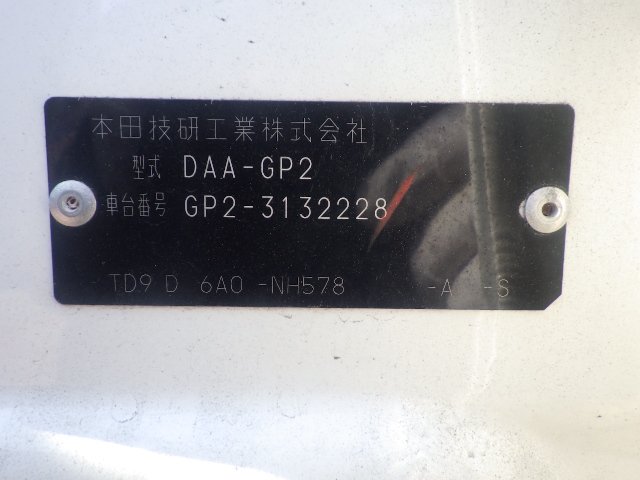 本田技研工業株式会社
型式 DAA-GP2
車台番号 GP2-3132228
TD9 D 6A0 -NH578 -A -S